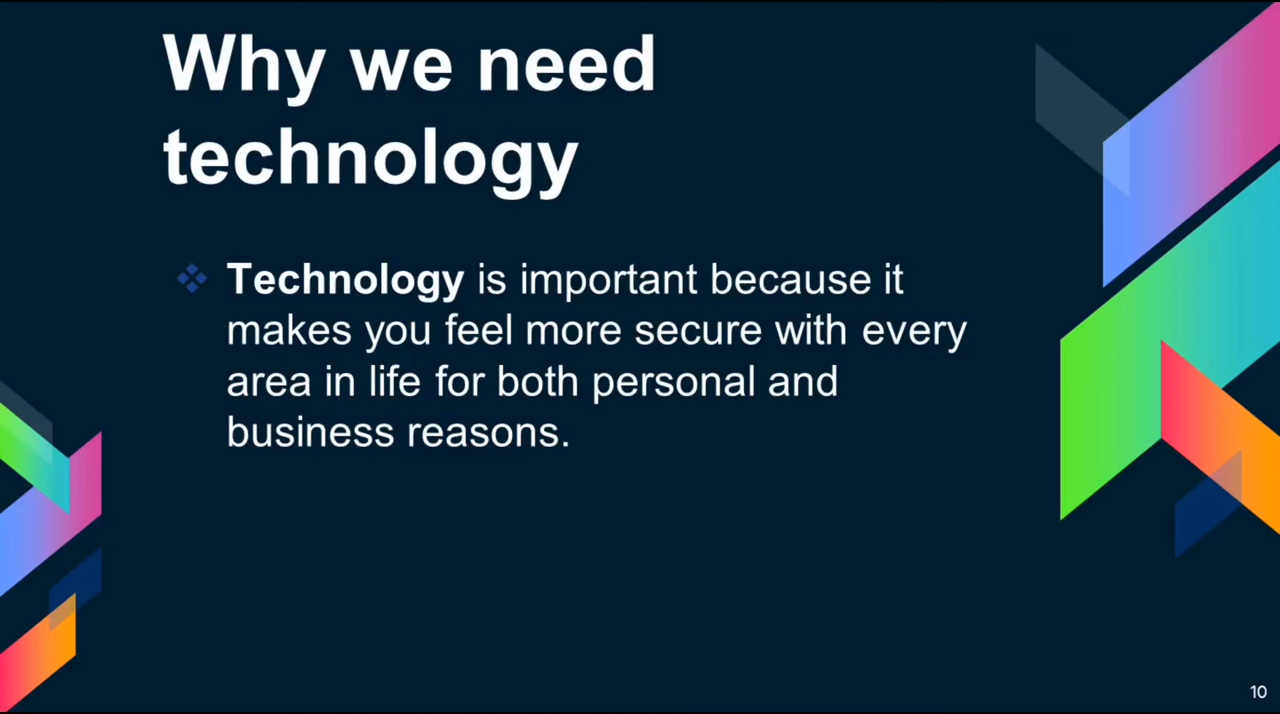 Why we need
technology
❖ Technology is important because it
makes you feel more secure with every
area in life for both personal and
business reasons.
10